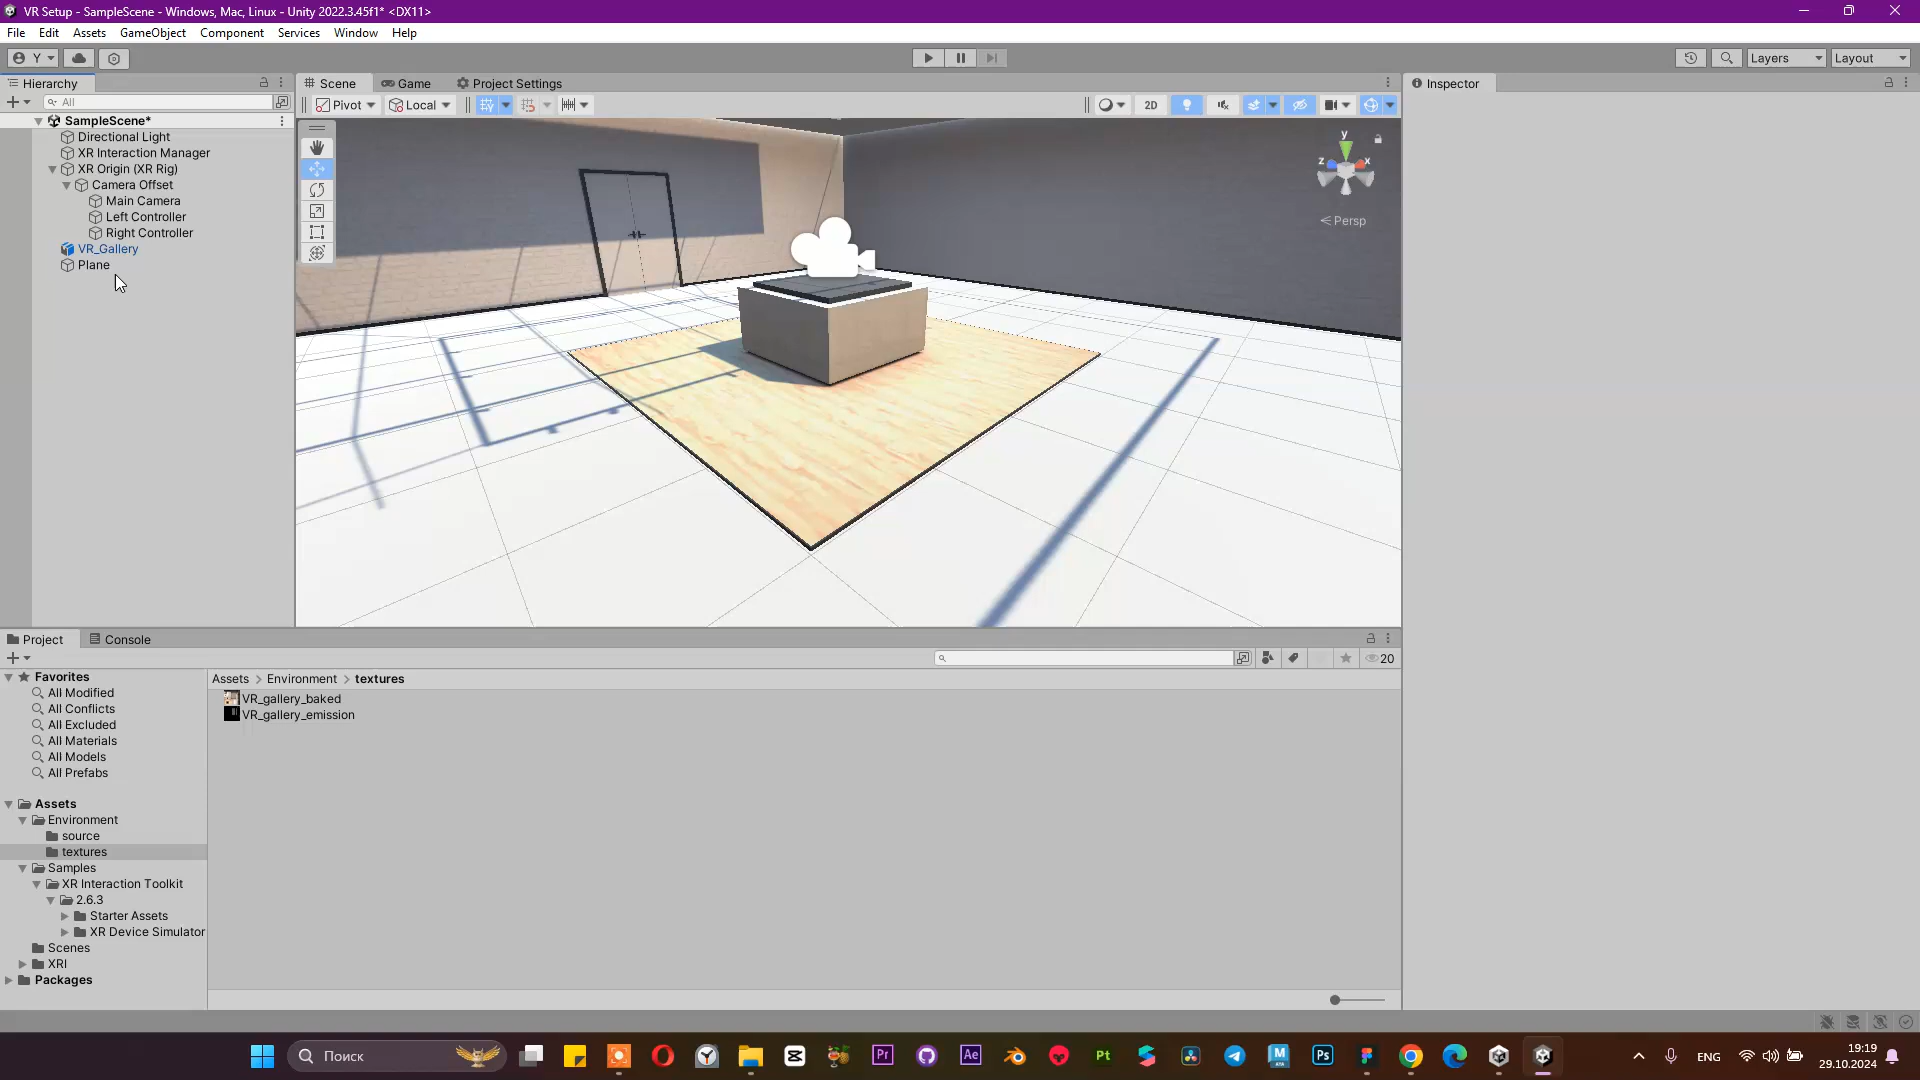 VR Setup - SampleScene - Windows, Mac, Linux - Unity 2022.3.45f1* <DX11>
File Edit Assets GameObject Component Services Window Help
Y Layers Layout
Hierarchy
All
SampleScene*
Directional Light
XR Interaction Manager
XR Origin (XR Rig)
Camera Offset
Main Camera
Left Controller
Right Controller
VR_Gallery
Plane
Scene Game Project Settings
Pivot Local 2D
y
z x
Persp
Inspector
Project Console
20
Favorites
All Modified
All Conflicts
All Excluded
All Materials
All Models
All Prefabs
Assets
Environment
source
textures
Samples
XR Interaction Toolkit
2.6.3
Starter Assets
XR Device Simulator
Scenes
XRI
Packages
Assets > Environment > textures
VR_gallery_baked
VR_gallery_emission
Поиск
Pr Ae Pt M Ps
ENG
19:19
29.10.2024